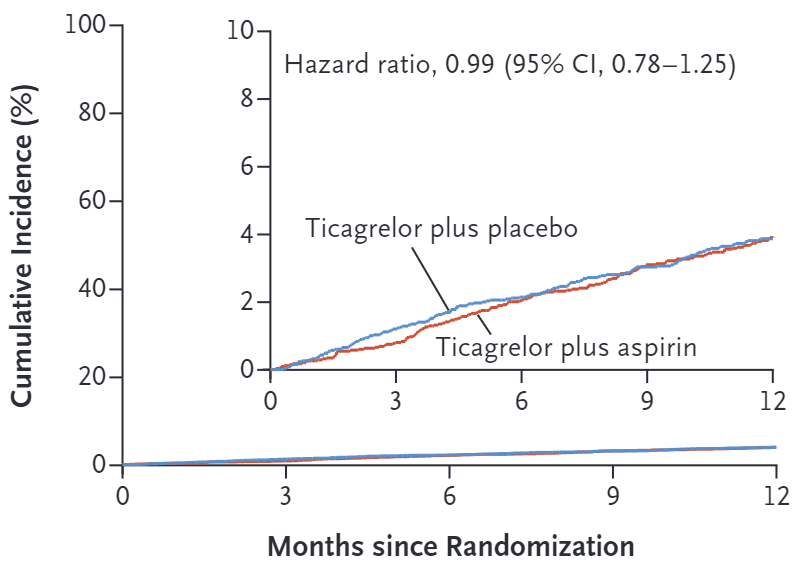 100
80
60
40
20
0
Cumulative Incidence (%)
10
8
6
4
2
0
Hazard ratio, 0.99 (95% CI, 0.78–1.25)
Ticagrelor plus placebo
Ticagrelor plus aspirin
0 3 6 9 12
0 3 6 9 12
Months since Randomization